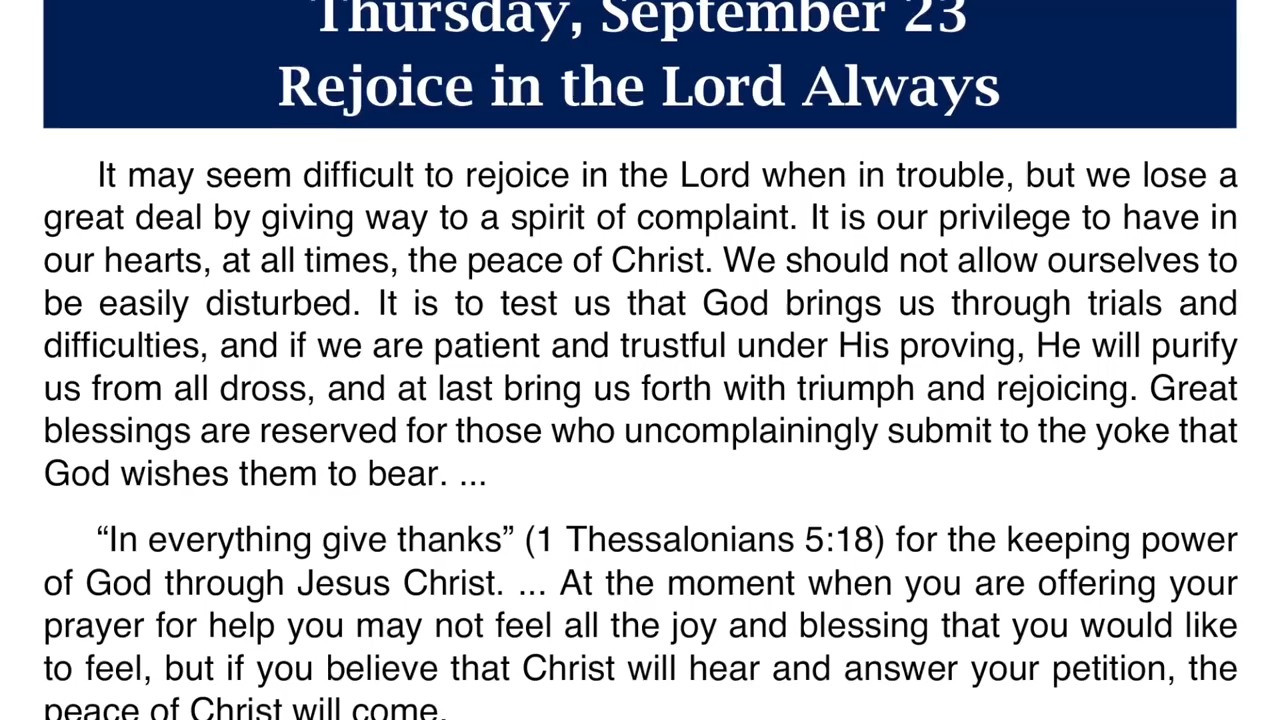 Thursday, September 23
Rejoice in the Lord Always
It may seem difficult to rejoice in the Lord when in trouble, but we lose a
great deal by giving way to a spirit of complaint. It is our privilege to have in
our hearts, at all times, the peace of Christ. We should not allow ourselves to
be easily disturbed. It is to test us that God brings us through trials and
difficulties, and if we are patient and trustful under His proving, He will purify
us from all dross, and at last bring us forth with triumph and rejoicing. Great
blessings are reserved for those who uncomplainingly submit to the yoke that
God wishes them to bear. ...
“In everything give thanks” (1 Thessalonians 5:18) for the keeping power
of God through Jesus Christ. ... At the moment when you are offering your
prayer for help you may not feel all the joy and blessing that you would like
to feel, but if you believe that Christ will hear and answer your petition, the
peace of Christ will come.